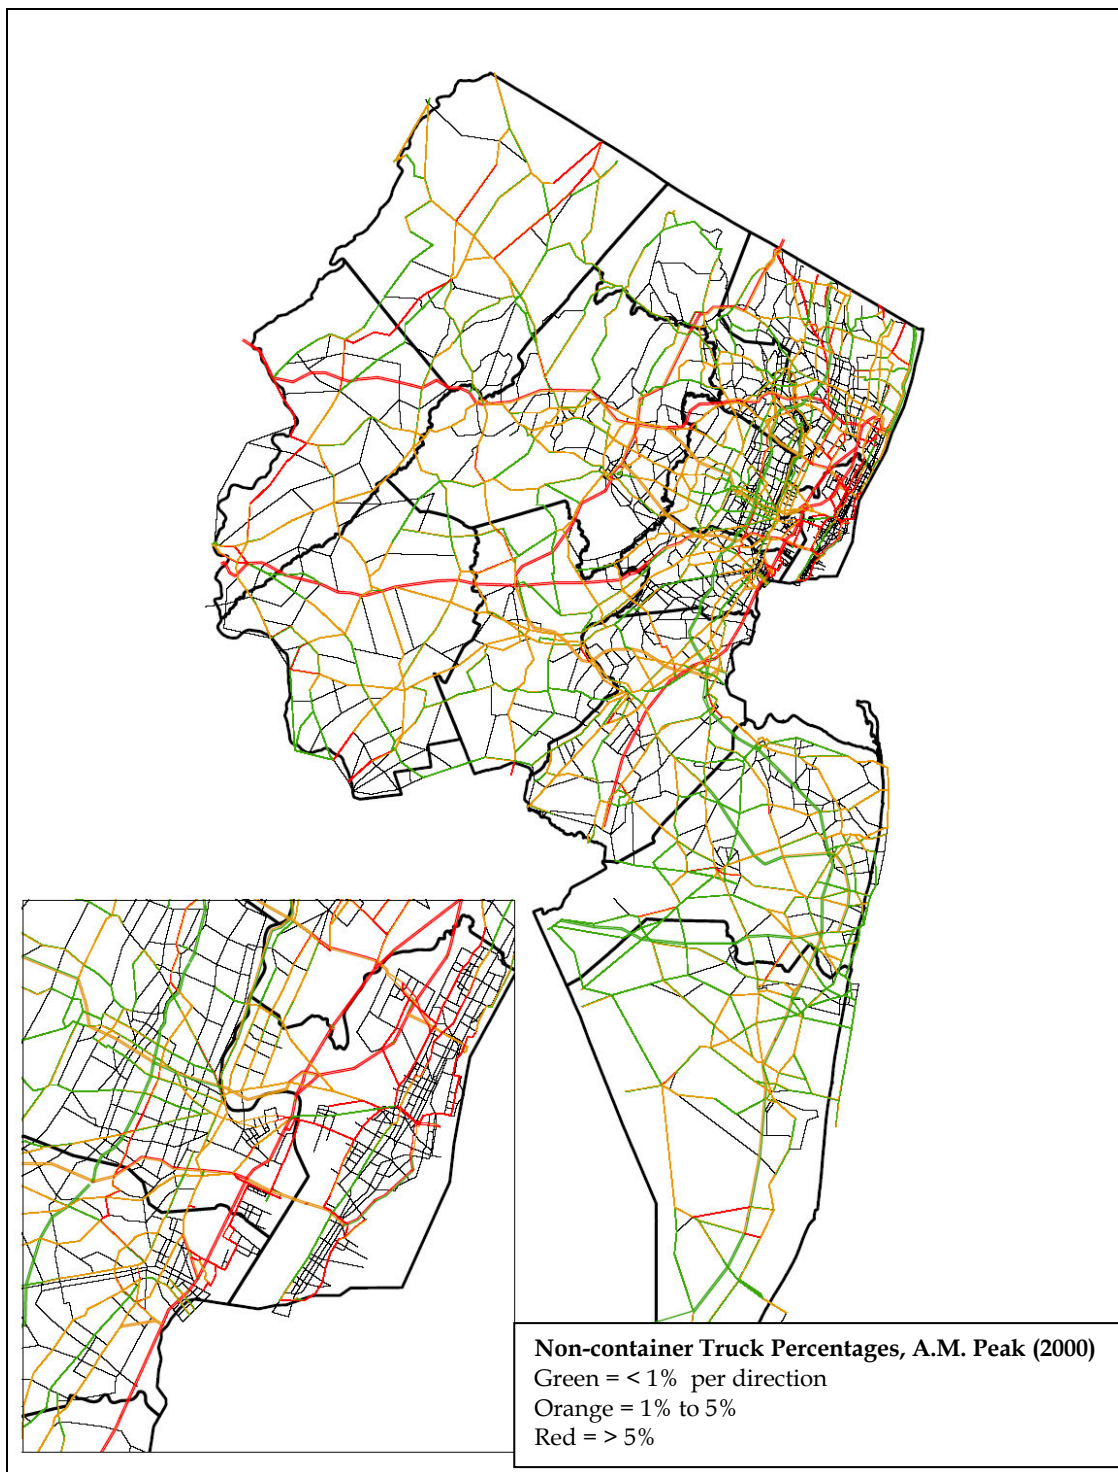 Non-container Truck Percentages, A.M. Peak (2000)
Green = < 1% per direction
Orange = 1% to 5%
Red = > 5%